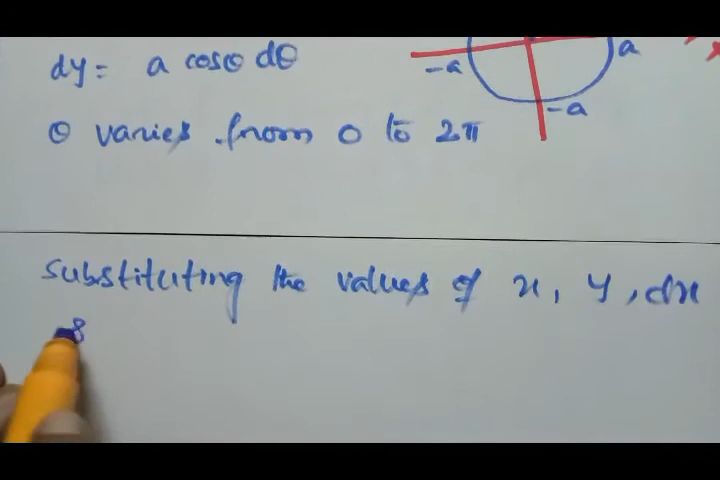 dy = a cosθ dθ
-a a
-a
θ varies from 0 to 2π
substituting the values of x, y, dx
&